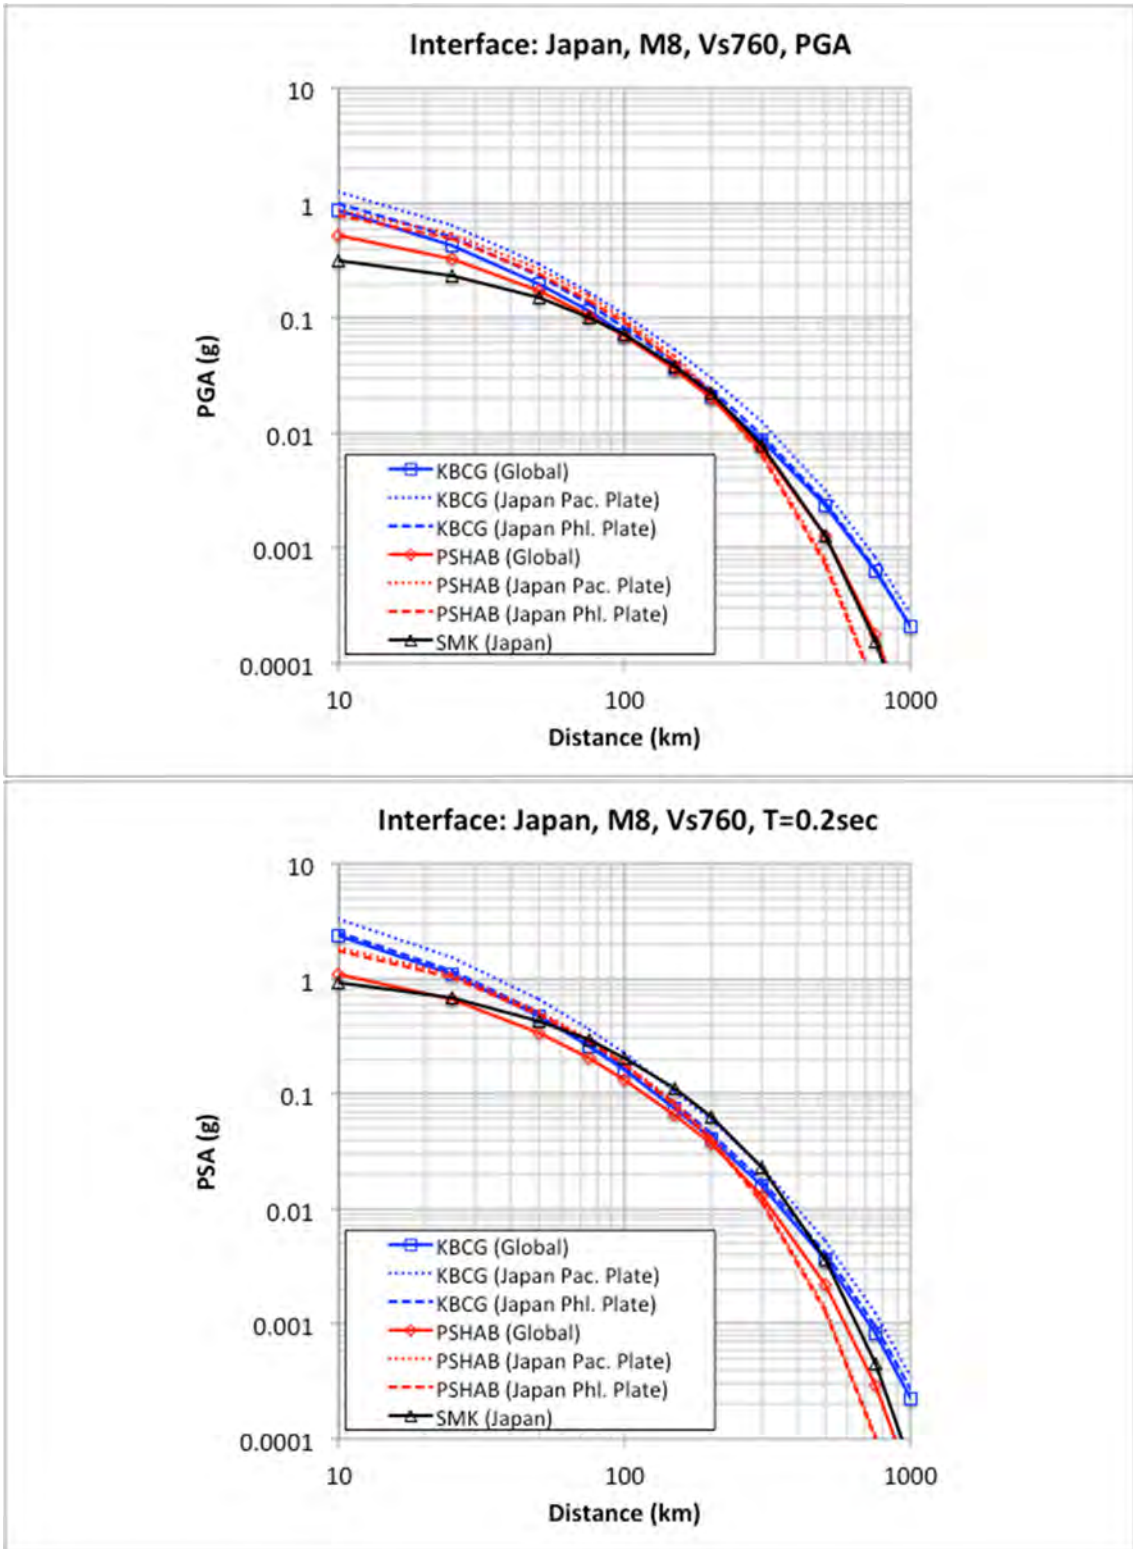 Interface: Japan, M8, Vs760, PGA
10
1
0.1
0.01
0.001
0.0001
PGA (g)
KBCG (Global)
KBCG (Japan Pac. Plate)
KBCG (Japan Phl. Plate)
PSHAB (Global)
PSHAB (Japan Pac. Plate)
PSHAB (Japan Phl. Plate)
SMK (Japan)
10 100 1000
Distance (km)
Interface: Japan, M8, Vs760, T=0.2sec
10
1
0.1
0.01
0.001
0.0001
PSA (g)
KBCG (Global)
KBCG (Japan Pac. Plate)
KBCG (Japan Phl. Plate)
PSHAB (Global)
PSHAB (Japan Pac. Plate)
PSHAB (Japan Phl. Plate)
SMK (Japan)
10 100 1000
Distance (km)